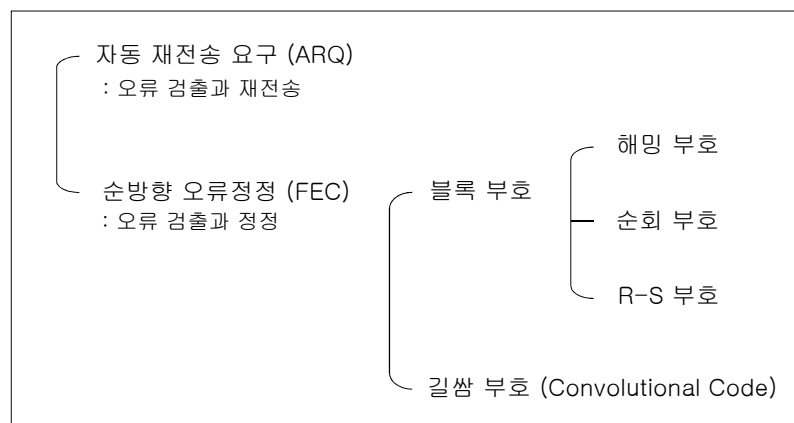 자동 재전송 요구 (ARQ)
: 오류 검출과 재전송
순방향 오류정정 (FEC)
: 오류 검출과 정정
블록 부호
해밍 부호
순회 부호
R-S 부호
길쌈 부호 (Convolutional Code)